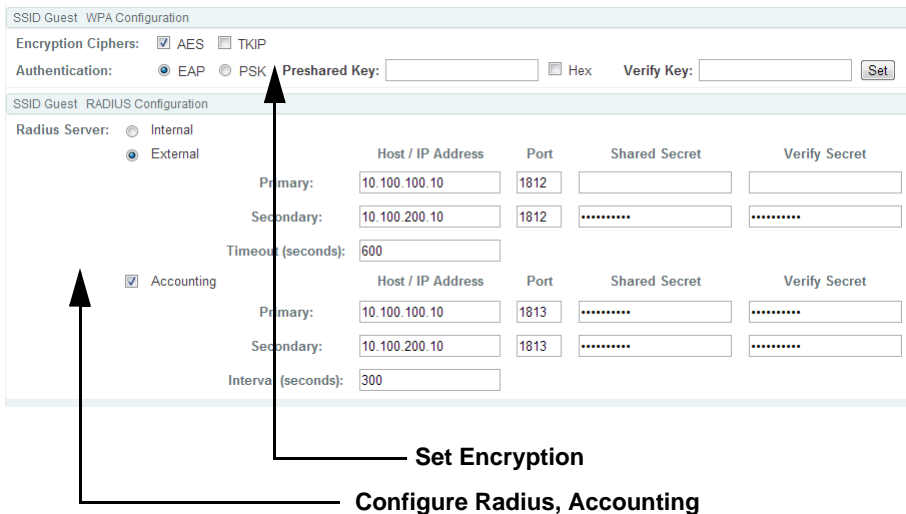 SSID Guest WPA Configuration
Encryption Ciphers: AES TKIP
Authentication: EAP PSK Preshared Key: Hex Verify Key: Set
SSID Guest RADIUS Configuration
Radius Server: Internal
External Host / IP Address Port Shared Secret Verify Secret
Primary: 10.100.100.10 1812
Secondary: 10.100.200.10 1812 •••••••••• ••••••••••
Timeout (seconds): 600
Accounting Host / IP Address Port Shared Secret Verify Secret
Primary: 10.100.100.10 1813 •••••••••• ••••••••••
Secondary: 10.100.200.10 1813 •••••••••• ••••••••••
Interval (seconds): 300
Set Encryption
Configure Radius, Accounting